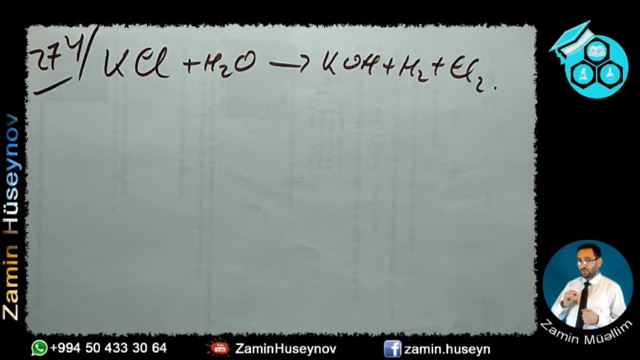 274/ KCl + H₂O → KOH + H₂ + Cl₂.
Zamin Hüseynov
Zamin Müəllim
+994 50 433 30 64
ZaminHuseynov
zamin.huseyn